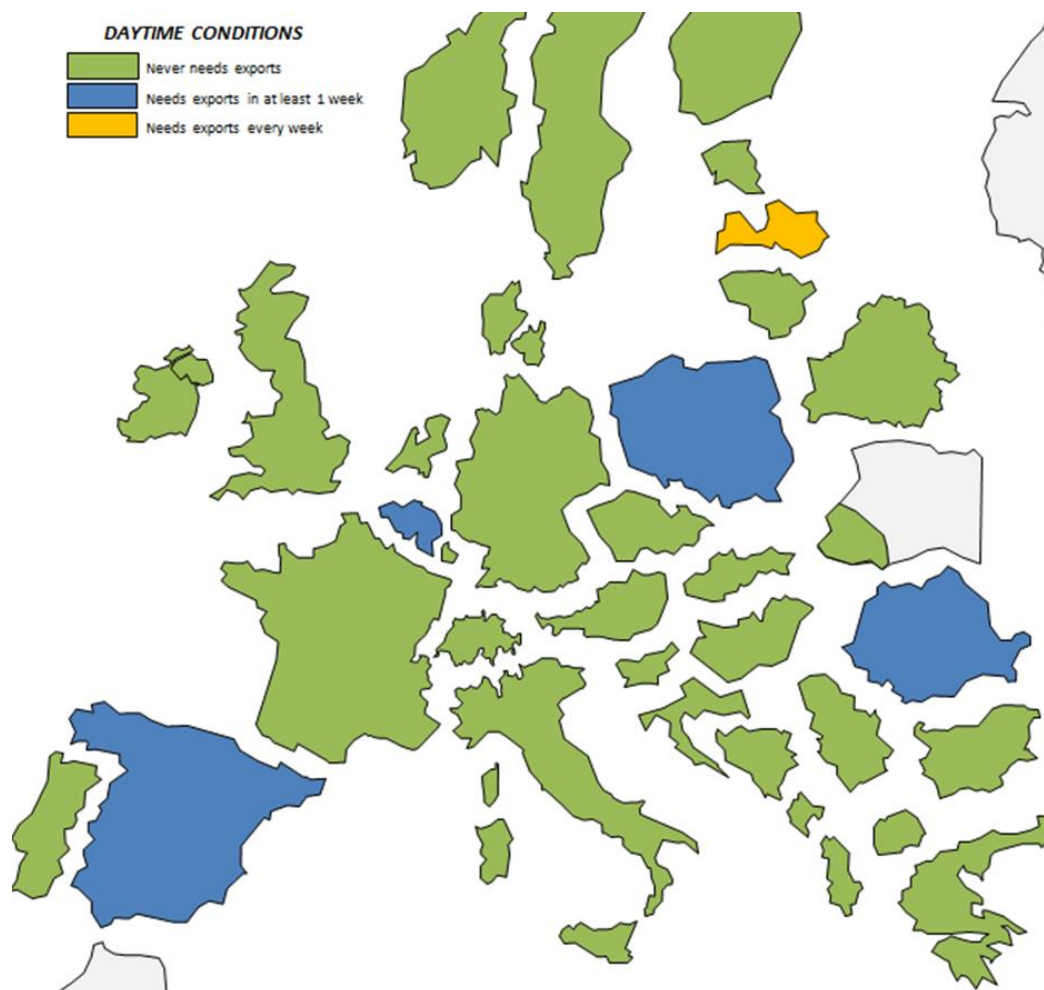 DAYTIME CONDITIONS
Never needs exports
Needs exports in at least 1 week
Needs exports every week